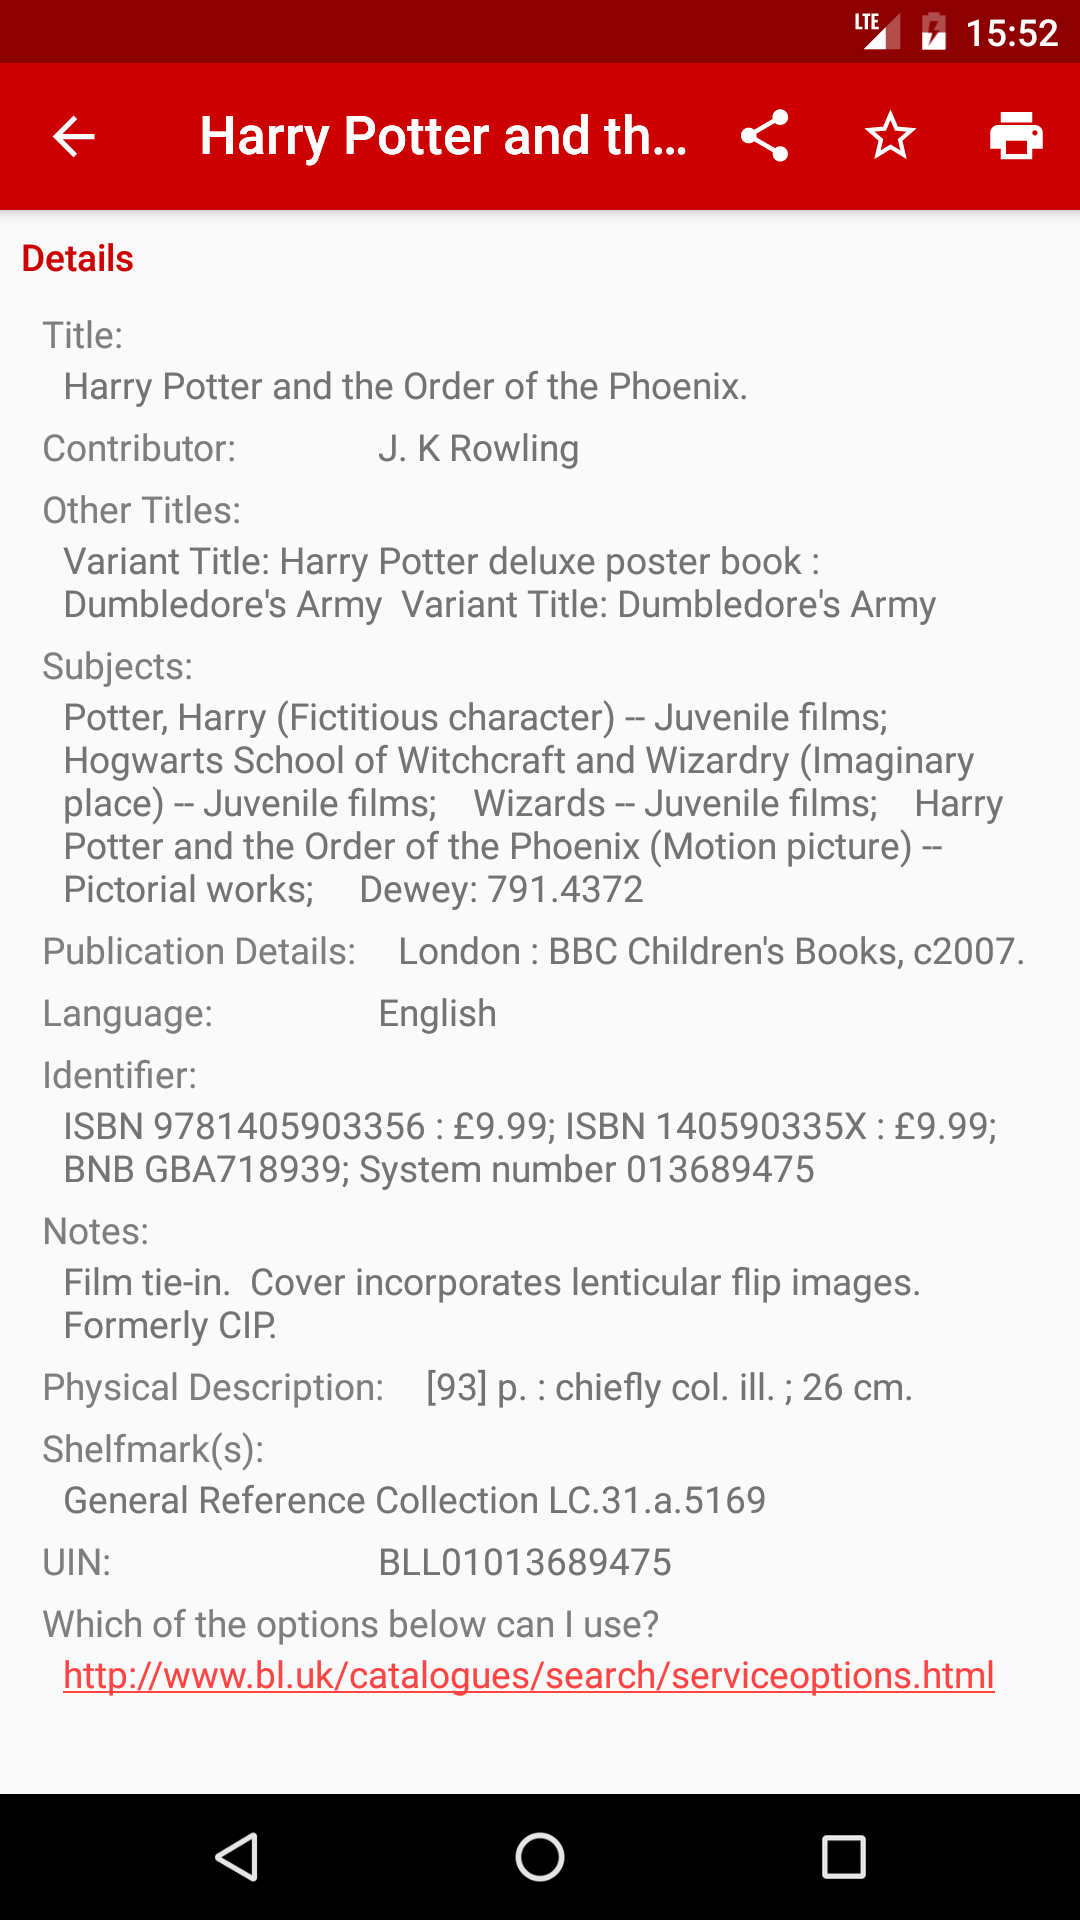 LTE 15:52
Harry Potter and th...
Details
Title:
Harry Potter and the Order of the Phoenix.
Contributor: J. K Rowling
Other Titles:
Variant Title: Harry Potter deluxe poster book :
Dumbledore's Army  Variant Title: Dumbledore's Army
Subjects:
Potter, Harry (Fictitious character) -- Juvenile films;
Hogwarts School of Witchcraft and Wizardry (Imaginary
place) -- Juvenile films;    Wizards -- Juvenile films;    Harry
Potter and the Order of the Phoenix (Motion picture) --
Pictorial works;     Dewey: 791.4372
Publication Details: London : BBC Children's Books, c2007.
Language: English
Identifier:
ISBN 9781405903356 : £9.99; ISBN 140590335X : £9.99;
BNB GBA718939; System number 013689475
Notes:
Film tie-in.  Cover incorporates lenticular flip images.
Formerly CIP.
Physical Description: [93] p. : chiefly col. ill. ; 26 cm.
Shelfmark(s):
General Reference Collection LC.31.a.5169
UIN: BLL01013689475
Which of the options below can I use?
http://www.bl.uk/catalogues/search/serviceoptions.html